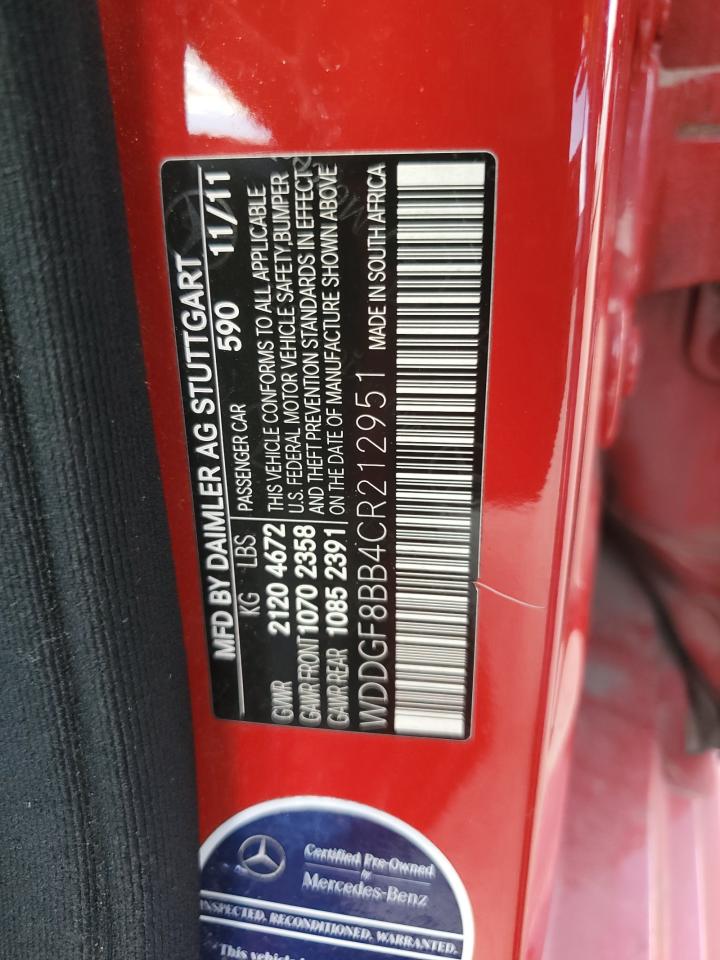 MFD BY DAIMLER AG STUTTGART
KG LBS PASSENGER CAR 590 11/11
GVWR 2120 4672 THIS VEHICLE CONFORMS TO ALL APPLICABLE
GAWR FRONT 1070 2358 U.S. FEDERAL MOTOR VEHICLE SAFETY, BUMPER
GAWR REAR 1085 2391 AND THEFT PREVENTION STANDARDS IN EFFECT
ON THE DATE OF MANUFACTURE SHOWN ABOVE
WDDGF8BB4CR212951 MADE IN SOUTH AFRICA
Certified Pre-Owned
by
Mercedes-Benz
INSPECTED. RECONDITIONED. WARRANTED.
This vehicle